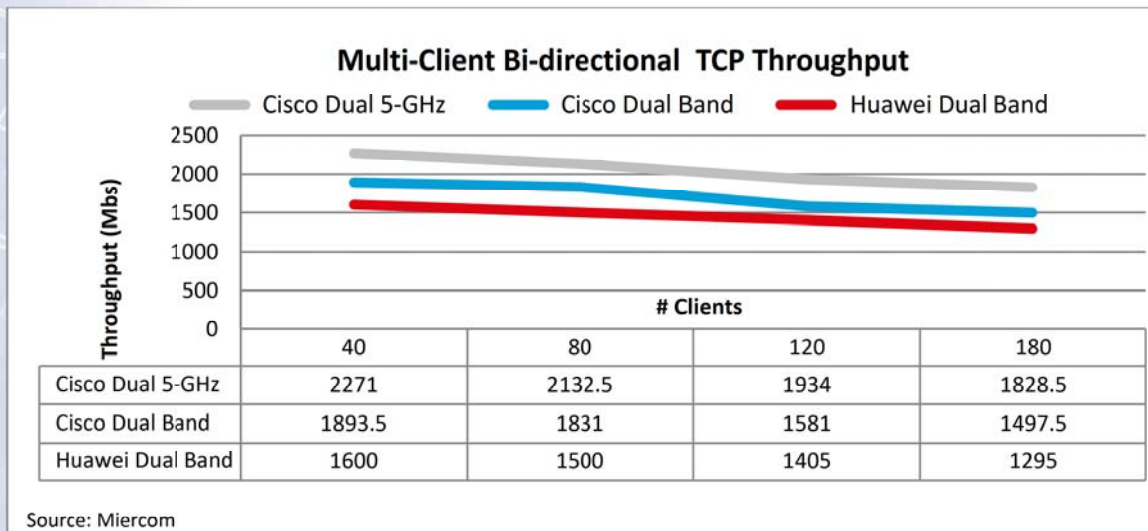 Multi-Client Bi-directional TCP Throughput
Cisco Dual 5-GHz Cisco Dual Band Huawei Dual Band
Throughput (Mbs)
2500
2000
1500
1000
500
0
# Clients
40 80 120 180
Cisco Dual 5-GHz 2271 2132.5 1934 1828.5
Cisco Dual Band 1893.5 1831 1581 1497.5
Huawei Dual Band 1600 1500 1405 1295
Source: Miercom